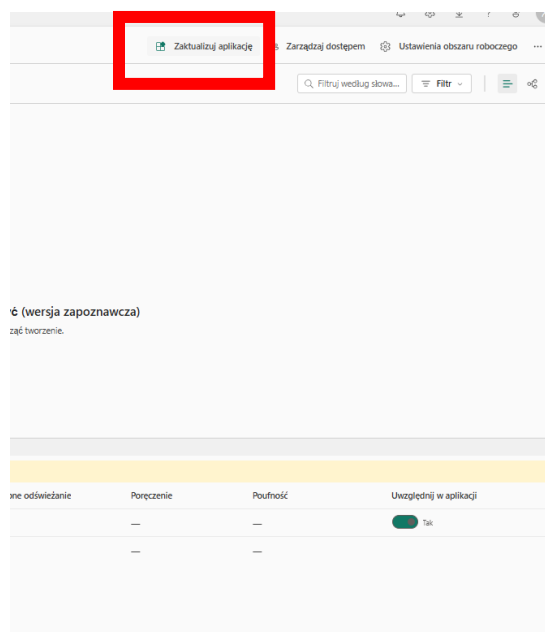 Zaktualizuj aplikację Zarządzaj dostępem Ustawienia obszaru roboczego ...
Filtruj według słowa... Filtr
(wersja zapoznawcza)
tworzenie.
odświeżanie Poręczenie Poufność Uwzględnij w aplikacji
— — Tak
— —